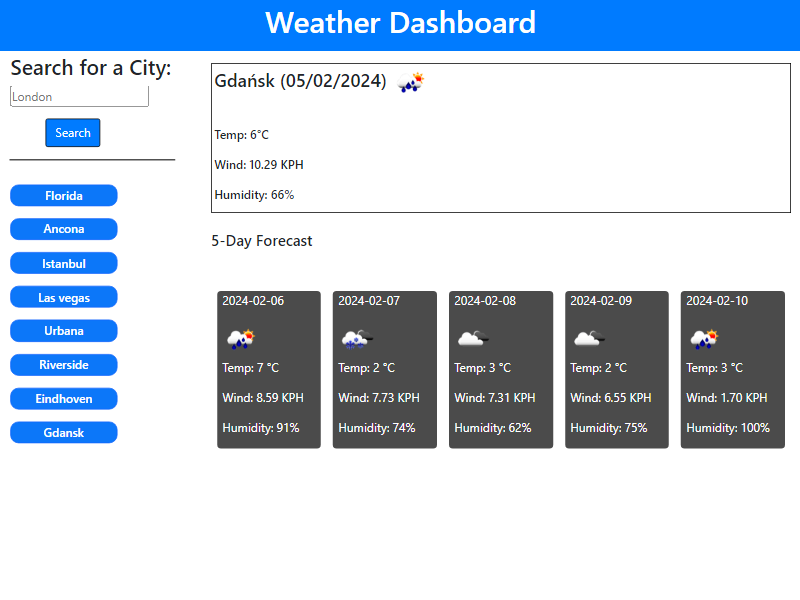 Weather Dashboard
Search for a City:
London
Search
Florida
Ancona
Istanbul
Las vegas
Urbana
Riverside
Eindhoven
Gdansk
Gdańsk (05/02/2024)
Temp: 6°C
Wind: 10.29 KPH
Humidity: 66%
5-Day Forecast
2024-02-06
Temp: 7 °C
Wind: 8.59 KPH
Humidity: 91%
2024-02-07
Temp: 2 °C
Wind: 7.73 KPH
Humidity: 74%
2024-02-08
Temp: 3 °C
Wind: 7.31 KPH
Humidity: 62%
2024-02-09
Temp: 2 °C
Wind: 6.55 KPH
Humidity: 75%
2024-02-10
Temp: 3 °C
Wind: 1.70 KPH
Humidity: 100%